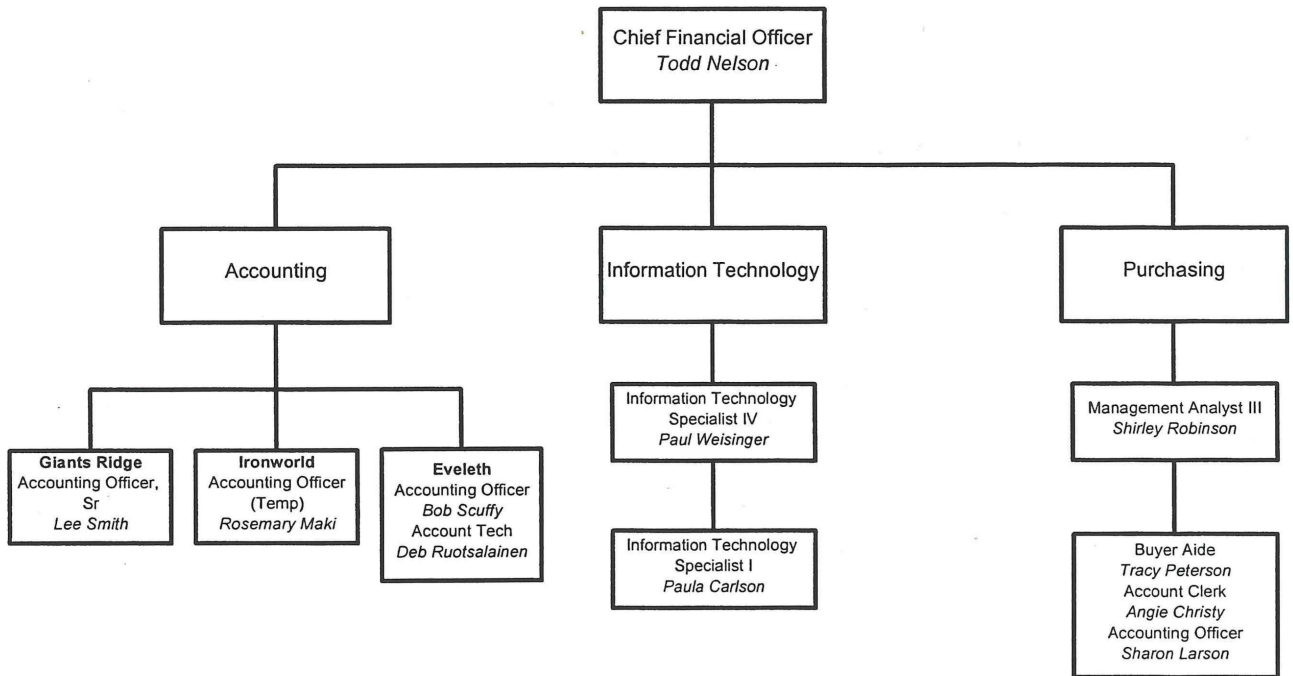 Chief Financial Officer
Todd Nelson
Accounting
Information Technology
Purchasing
Giants Ridge
Accounting Officer,
Sr
Lee Smith
Ironworld
Accounting Officer
(Temp)
Rosemary Maki
Eveleth
Accounting Officer
Bob Scuffy
Account Tech
Deb Ruotsalainen
Information Technology
Specialist IV
Paul Weisinger
Information Technology
Specialist I
Paula Carlson
Management Analyst III
Shirley Robinson
Buyer Aide
Tracy Peterson
Account Clerk
Angie Christy
Accounting Officer
Sharon Larson